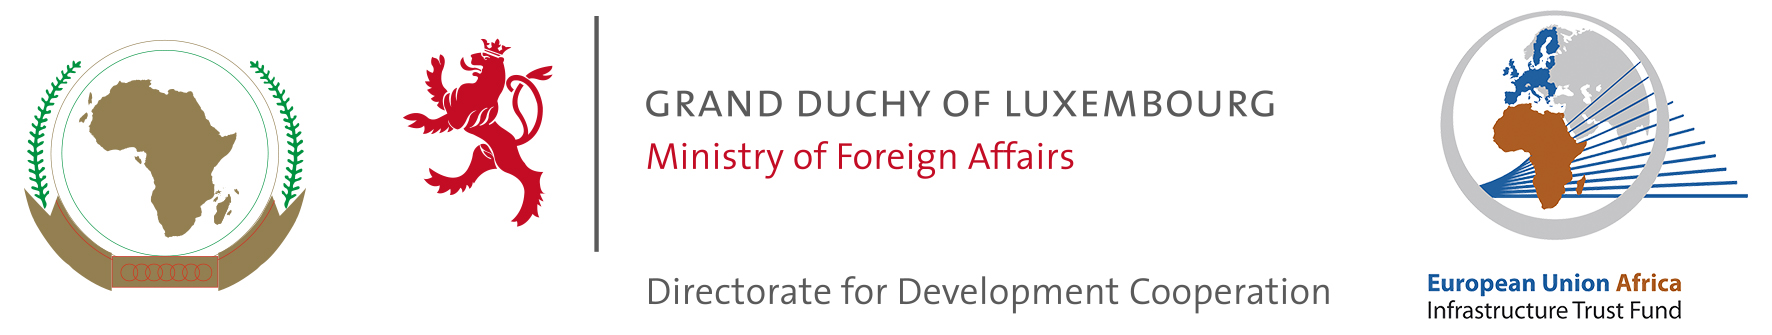 GRAND DUCHY OF LUXEMBOURG
Ministry of Foreign Affairs
Directorate for Development Cooperation
European Union Africa
Infrastructure Trust Fund